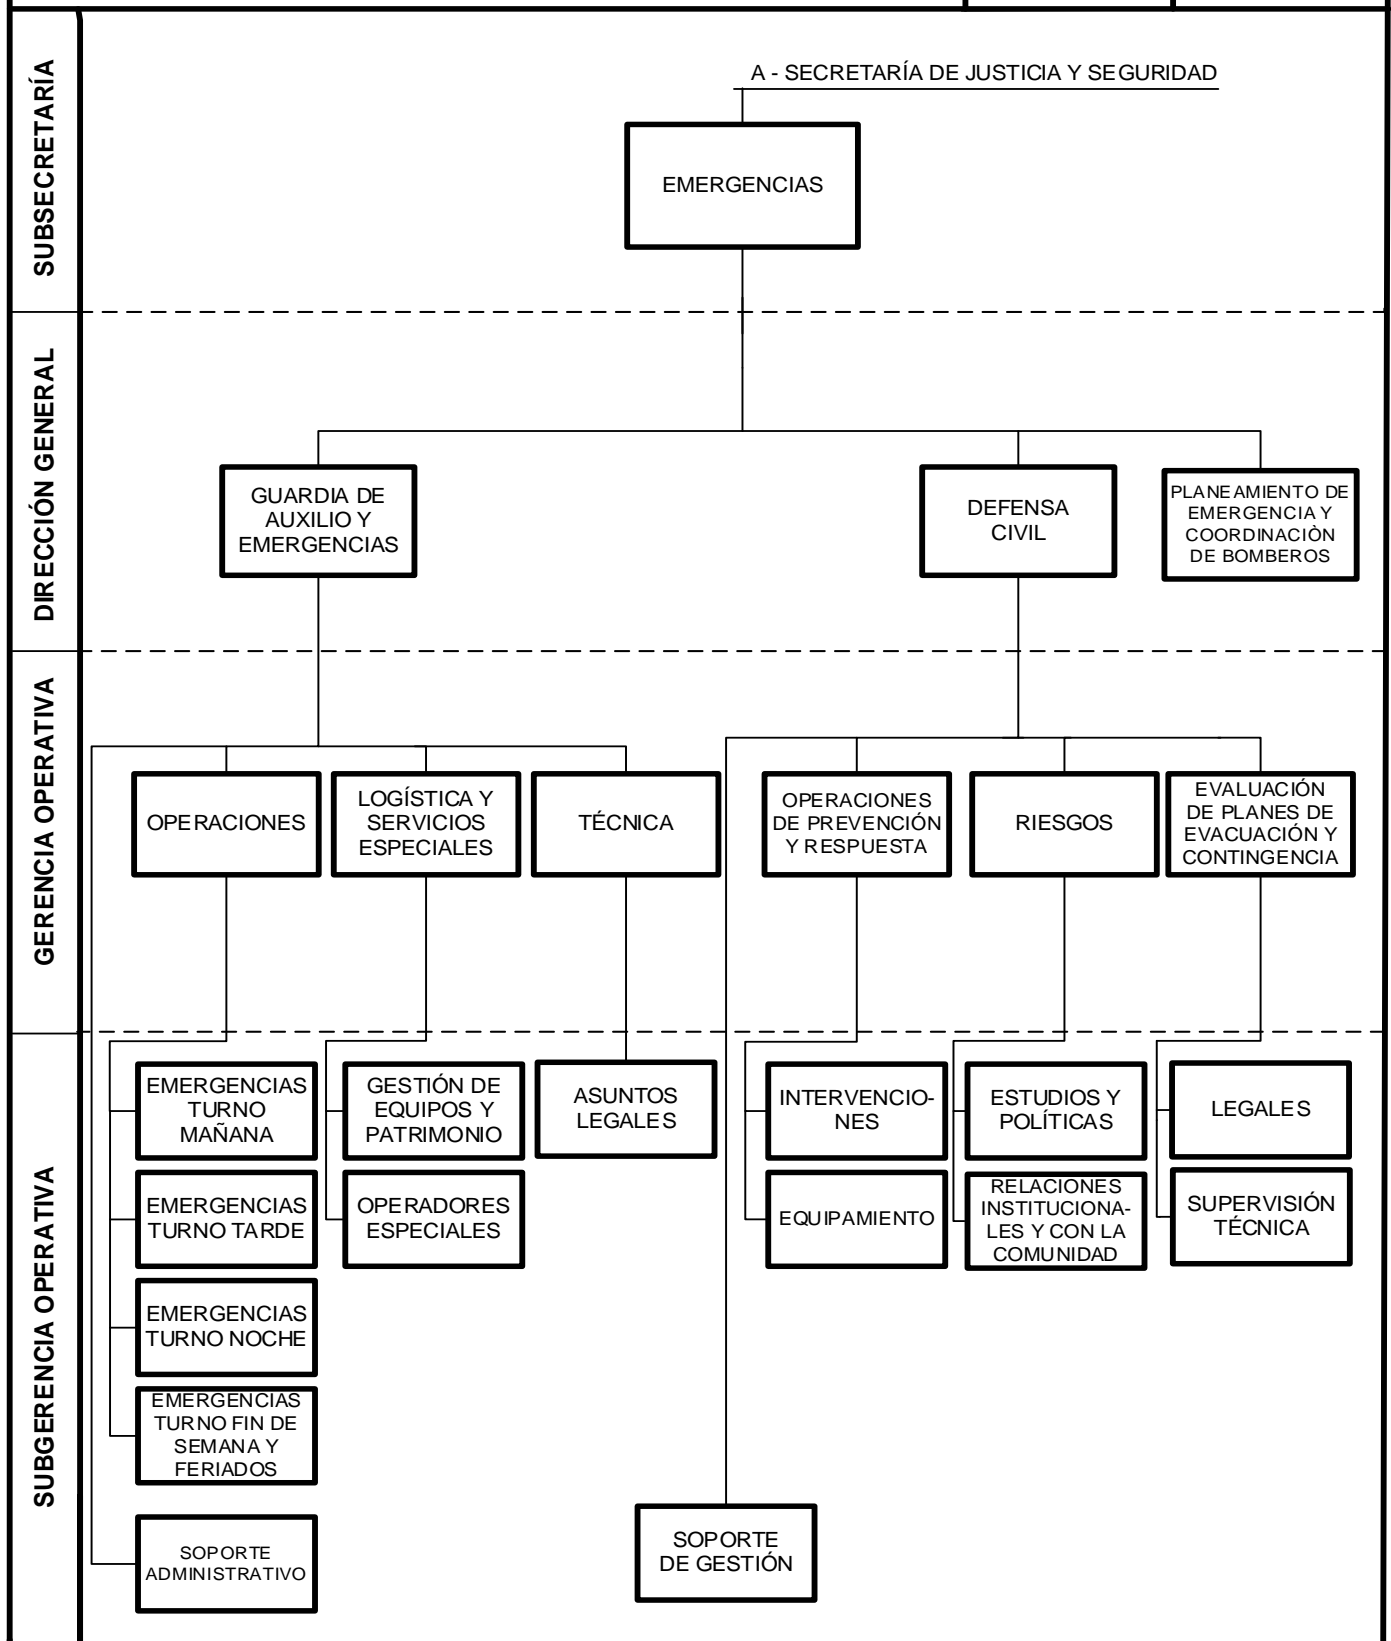 SUBSECRETARÍA
A - SECRETARÍA DE JUSTICIA Y SEGURIDAD
EMERGENCIAS
DIRECCIÓN GENERAL
GUARDIA DE
AUXILIO Y
EMERGENCIAS
DEFENSA
CIVIL
PLANEAMIENTO DE
EMERGENCIA Y
COORDINACIÒN
DE BOMBEROS
GERENCIA OPERATIVA
OPERACIONES
LOGÍSTICA Y
SERVICIOS
ESPECIALES
TÉCNICA
OPERACIONES
DE PREVENCIÓN
Y RESPUESTA
RIESGOS
EVALUACIÓN
DE PLANES DE
EVACUACIÓN Y
CONTINGENCIA
SUBGERENCIA OPERATIVA
EMERGENCIAS
TURNO
MAÑANA
GESTIÓN DE
EQUIPOS Y
PATRIMONIO
ASUNTOS
LEGALES
INTERVENCIO-
NES
ESTUDIOS Y
POLÍTICAS
LEGALES
EMERGENCIAS
TURNO TARDE
OPERADORES
ESPECIALES
EQUIPAMIENTO
RELACIONES
INSTITUCIONA-
LES Y CON LA
COMUNIDAD
SUPERVISIÓN
TÉCNICA
EMERGENCIAS
TURNO NOCHE
EMERGENCIAS
TURNO FIN DE
SEMANA Y
FERIADOS
SOPORTE
ADMINISTRATIVO
SOPORTE
DE GESTIÓN